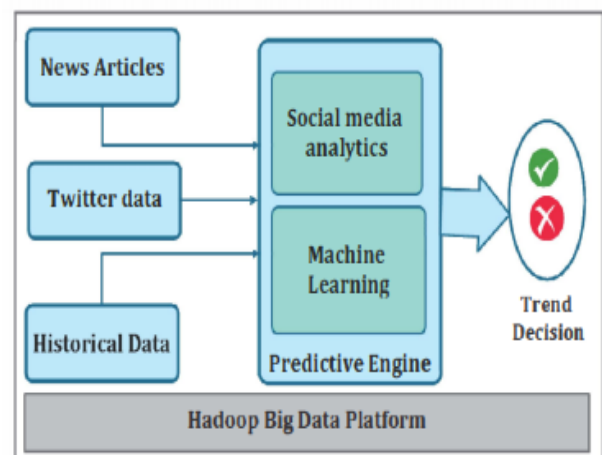 News Articles
Twitter data
Historical Data
Social media
analytics
Machine
Learning
Predictive Engine
Trend
Decision
Hadoop Big Data Platform